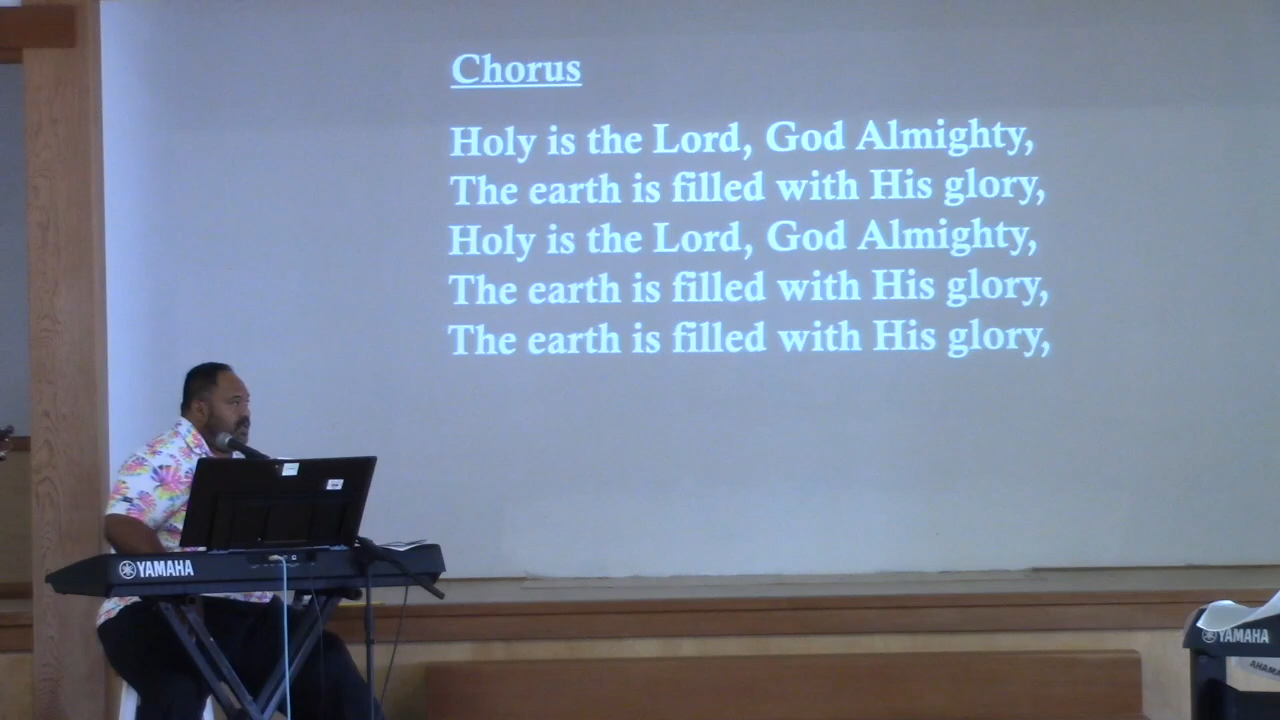 Chorus
Holy is the Lord, God Almighty,
The earth is filled with His glory,
Holy is the Lord, God Almighty,
The earth is filled with His glory,
The earth is filled with His glory,
YAMAHA
YAMAHA